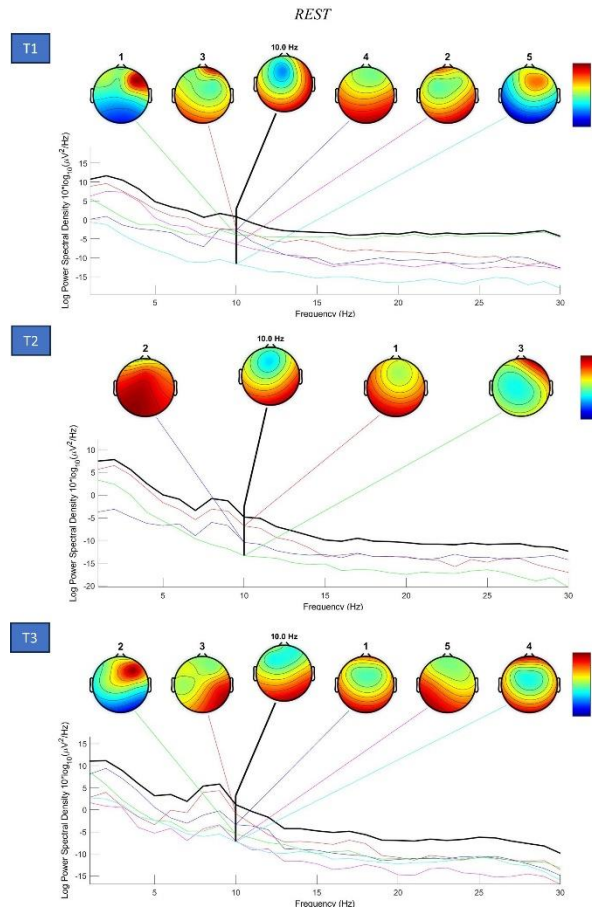 REST
T1
1 3 10.0 Hz 4 2 5
Log Power Spectral Density 10*log₁₀(μV²/Hz)
15
10
5
0
-5
-10
-15
5 10 15 20 25 30
Frequency (Hz)
T2
2 10.0 Hz 1 3
Log Power Spectral Density 10*log₁₀(μV²/Hz)
10
5
0
-5
-10
-15
-20
5 10 15 20 25 30
Frequency (Hz)
T3
2 3 10.0 Hz 1 5 4
Log Power Spectral Density 10*log₁₀(μV²/Hz)
15
10
5
0
-5
-10
-15
5 10 15 20 25 30
Frequency (Hz)